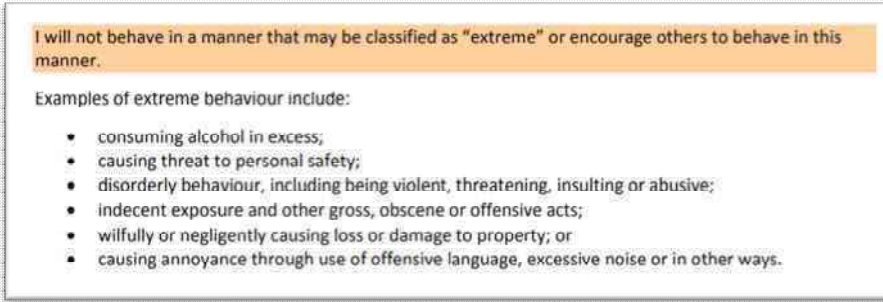 I will not behave in a manner that may be classified as “extreme” or encourage others to behave in this
manner.
Examples of extreme behaviour include:
• consuming alcohol in excess;
• causing threat to personal safety;
• disorderly behaviour, including being violent, threatening, insulting or abusive;
• indecent exposure and other gross, obscene or offensive acts;
• wilfully or negligently causing loss or damage to property; or
• causing annoyance through use of offensive language, excessive noise or in other ways.